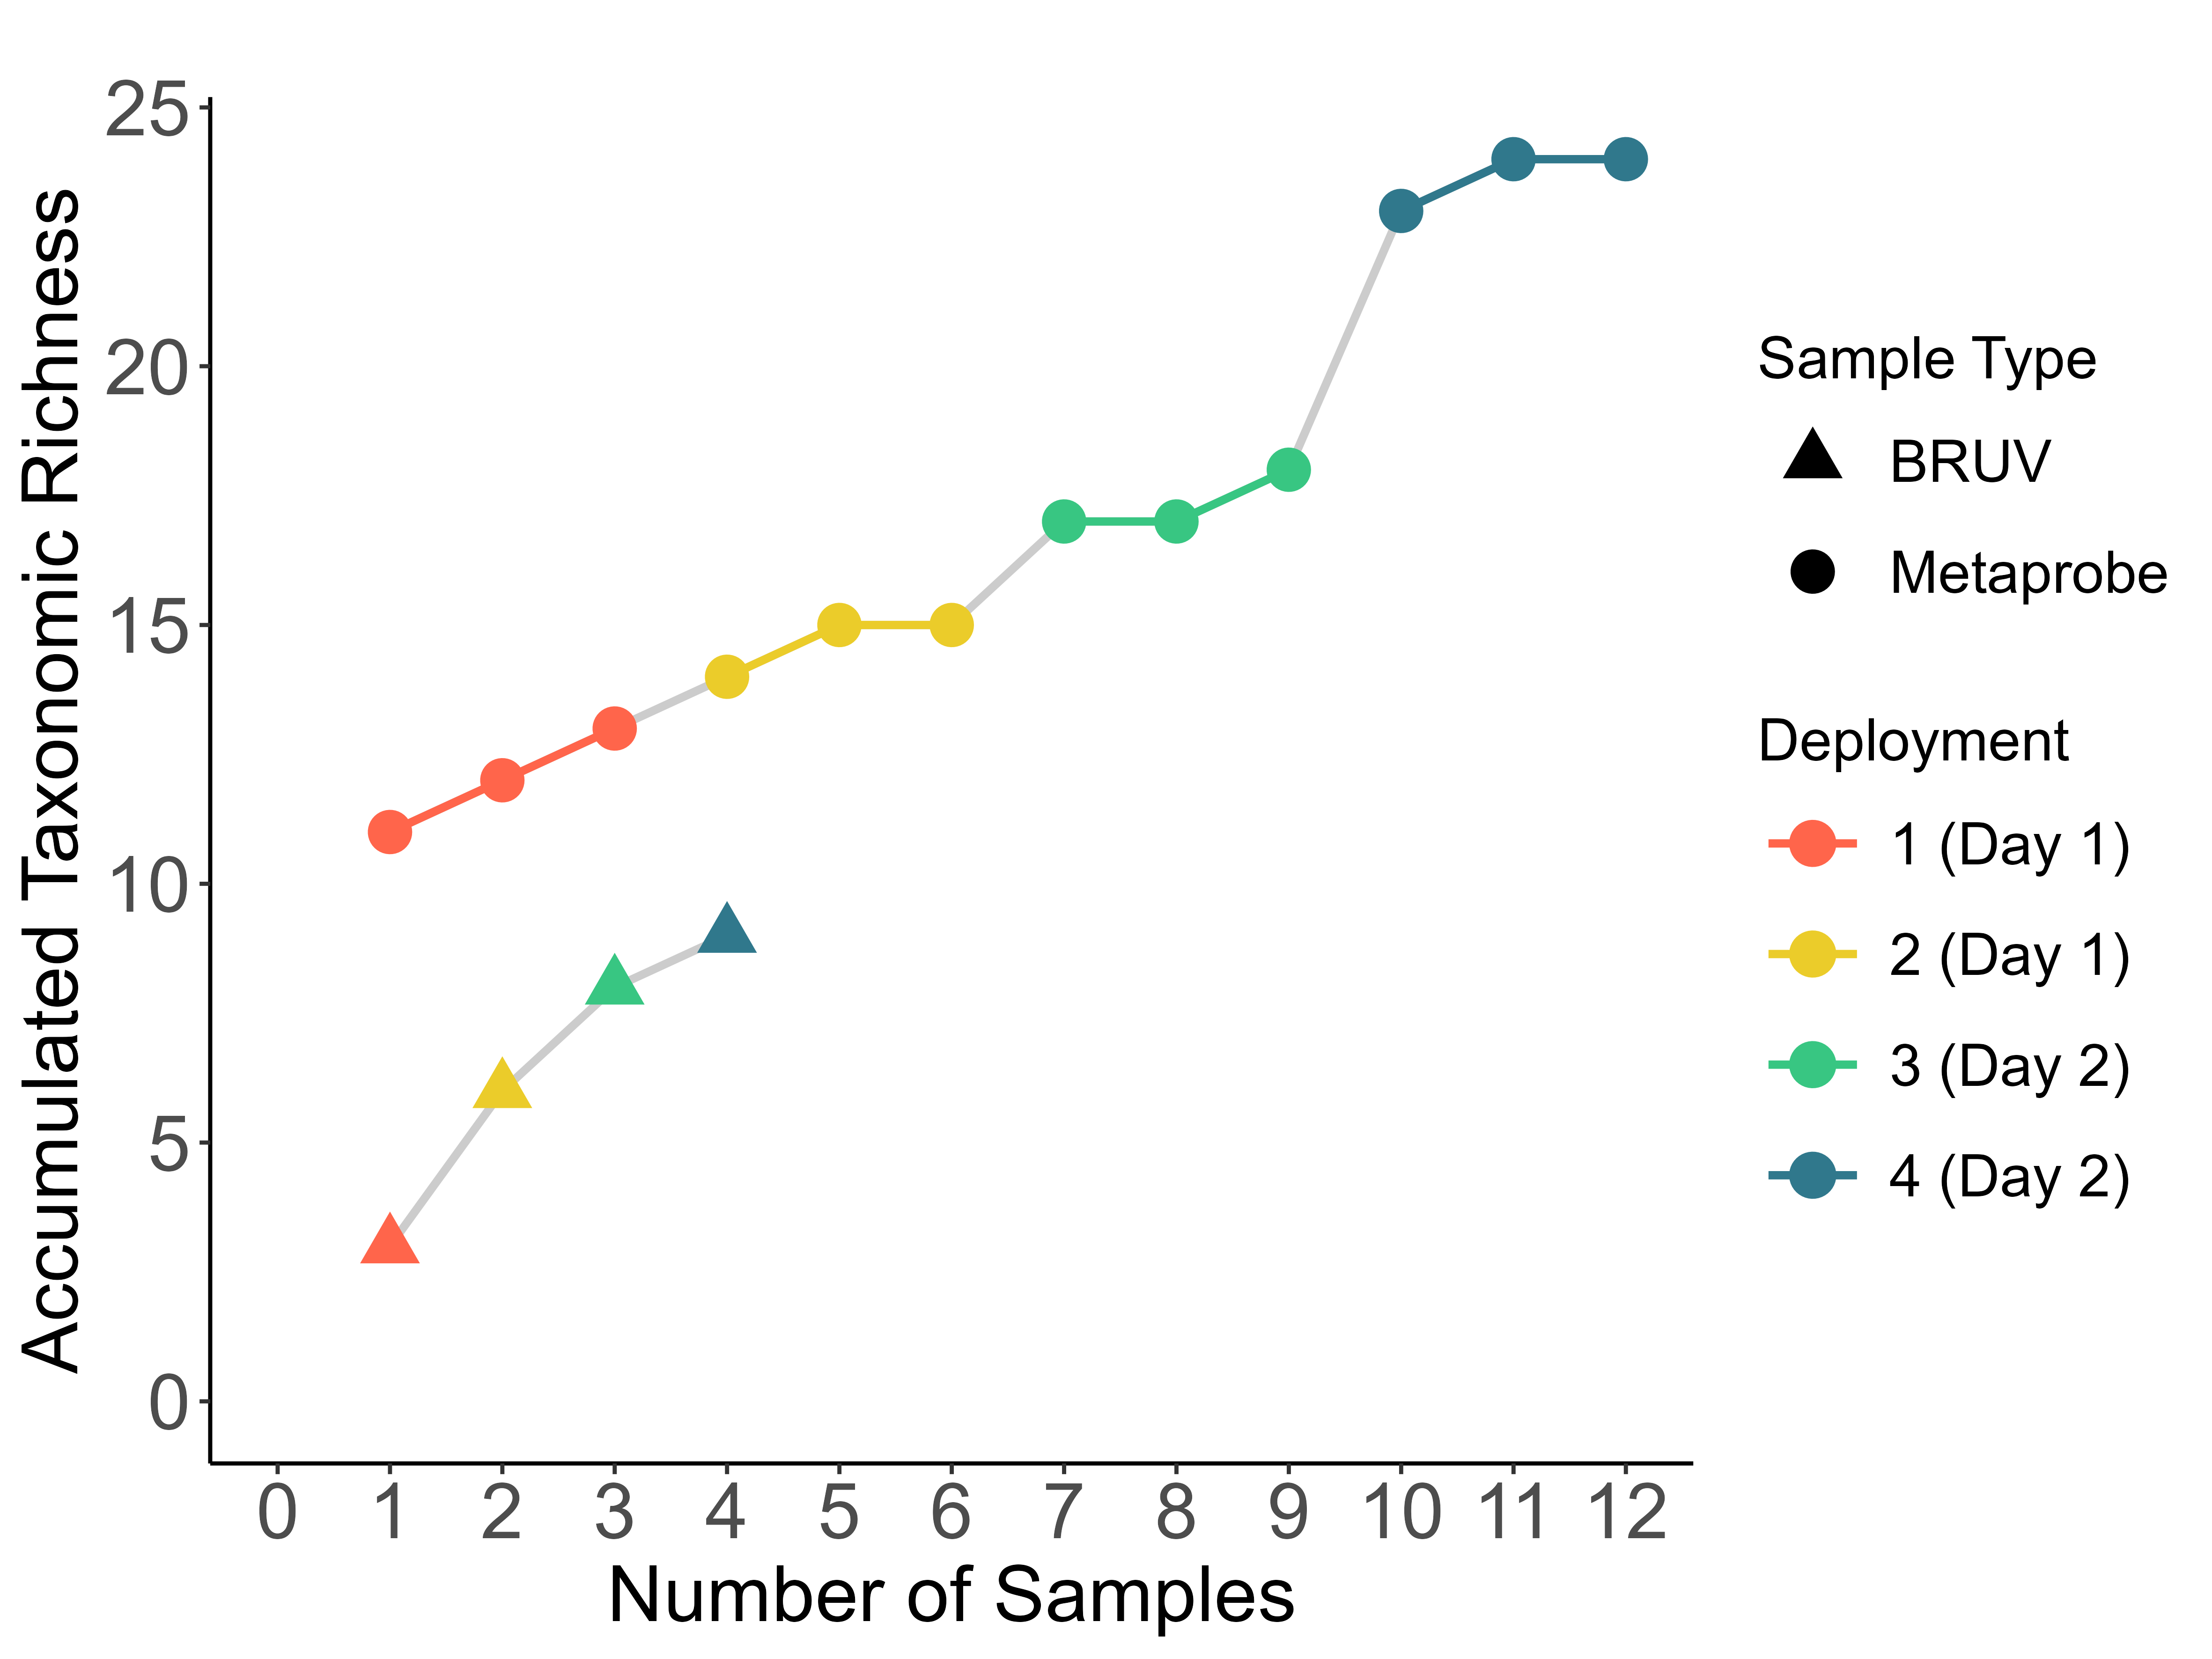 Accumulated Taxonomic Richness
25
20
15
10
5
0
0 1 2 3 4 5 6 7 8 9 10 11 12
Number of Samples
Sample Type
BRUV
Metaprobe
Deployment
1 (Day 1)
2 (Day 1)
3 (Day 2)
4 (Day 2)